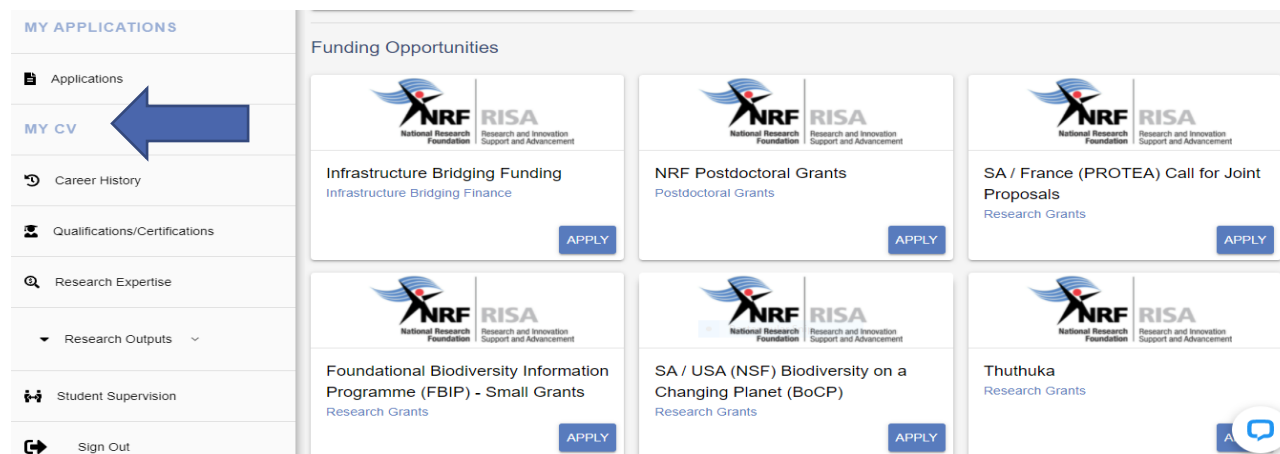 MY APPLICATIONS
Applications
MY CV
Career History
Qualifications/Certifications
Research Expertise
Research Outputs
Student Supervision
Sign Out
Funding Opportunities
NRF RISA
National Research Foundation Research and Innovation Support and Advancement
Infrastructure Bridging Funding
Infrastructure Bridging Finance
APPLY
NRF RISA
National Research Foundation Research and Innovation Support and Advancement
NRF Postdoctoral Grants
Postdoctoral Grants
APPLY
NRF RISA
National Research Foundation Research and Innovation Support and Advancement
SA / France (PROTEA) Call for Joint
Proposals
Research Grants
APPLY
NRF RISA
National Research Foundation Research and Innovation Support and Advancement
Foundational Biodiversity Information
Programme (FBIP) - Small Grants
Research Grants
APPLY
NRF RISA
National Research Foundation Research and Innovation Support and Advancement
SA / USA (NSF) Biodiversity on a
Changing Planet (BoCP)
Research Grants
APPLY
NRF RISA
National Research Foundation Research and Innovation Support and Advancement
Thuthuka
Research Grants